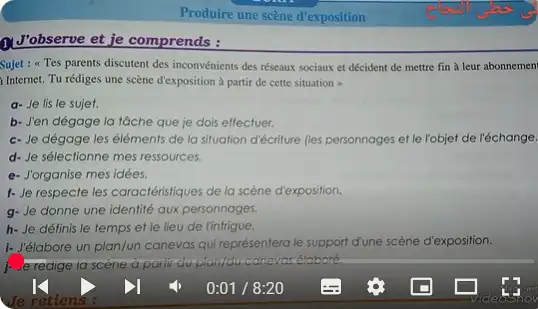 Produire une scène d'exposition
على خطى النجاح
1 J'observe et je comprends :
Sujet : « Tes parents discutent des inconvénients des réseaux sociaux et décident de mettre fin à leur abonnement
à Internet. Tu rédiges une scène d'exposition à partir de cette situation »
a- Je lis le sujet.
b- J'en dégage la tâche que je dois effectuer.
c- Je dégage les éléments de la situation d'écriture (les personnages et le l'objet de l'échange.
d- Je sélectionne mes ressources.
e- J'organise mes idées.
f- Je respecte les caractéristiques de la scène d'exposition.
g- Je donne une identité aux personnages.
h- Je définis le temps et le lieu de l'intrigue.
i- J'élabore un plan/un canevas qui représentera le support d'une scène d'exposition.
j- Je rédige la scène à partir du plan/du canevas élaboré.
0:01 / 8:20
Je retiens :
VideoShow